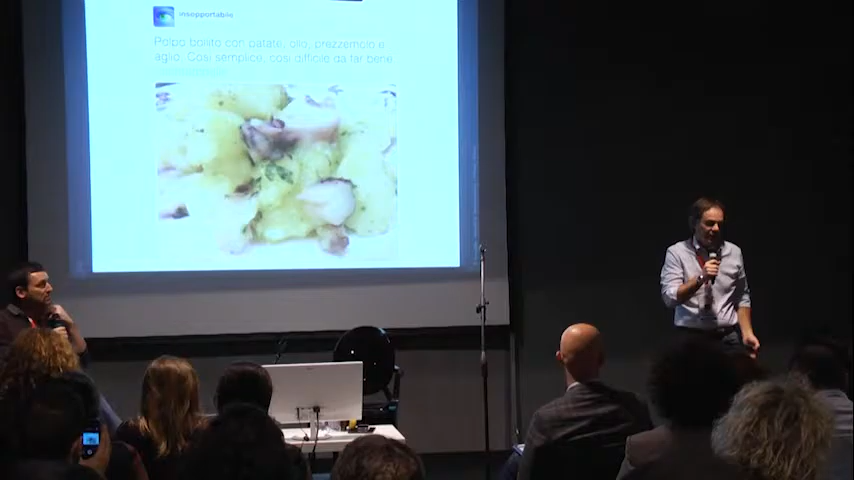 insopportabile
Polpo bollito con patate, olio, prezzemolo e
aglio. Così semplice, così difficile da far bene